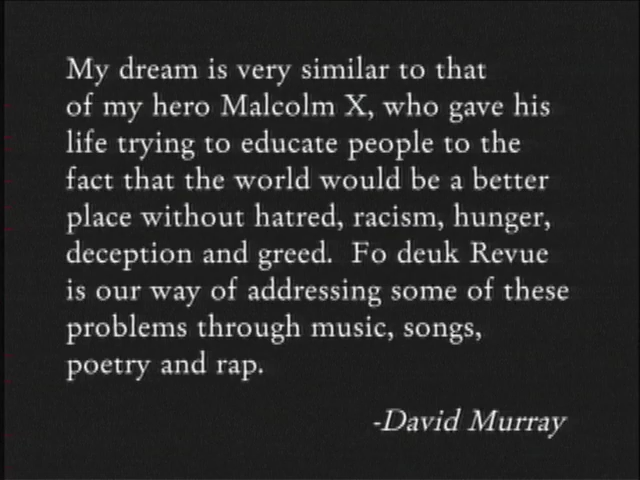 My dream is very similar to that
of my hero Malcolm X, who gave his
life trying to educate people to the
fact that the world would be a better
place without hatred, racism, hunger,
deception and greed.  Fo deuk Revue
is our way of addressing some of these
problems through music, songs,
poetry and rap.
-David Murray